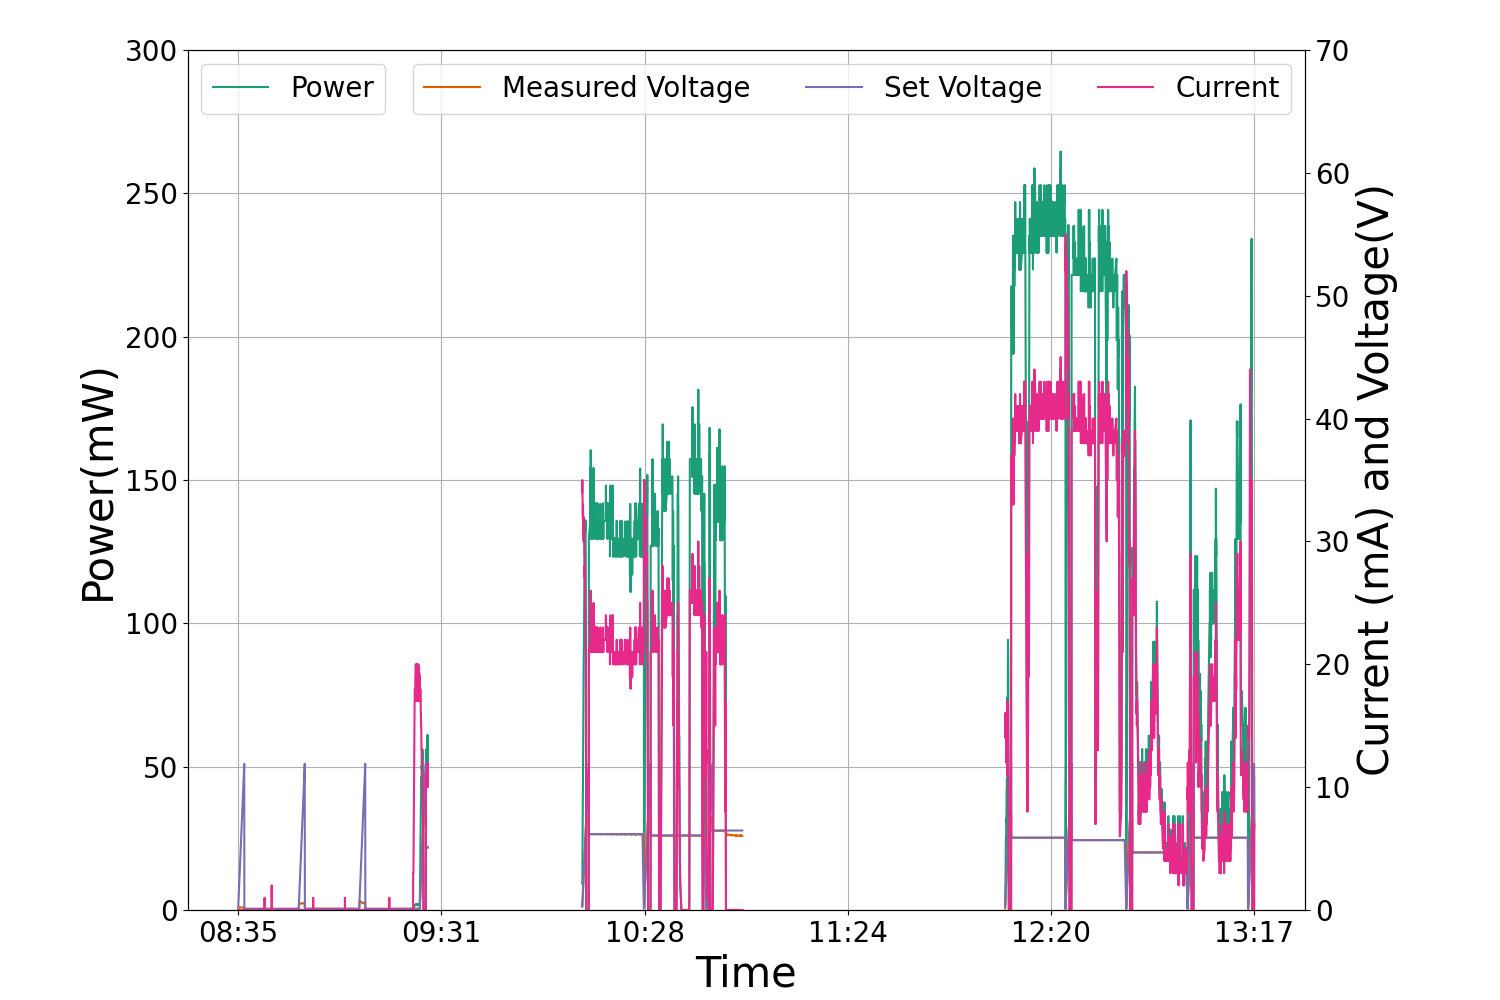 Power
Measured Voltage
Set Voltage
Current
300
250
200
150
100
50
0
Power(mW)
70
60
50
40
30
20
10
0
Current (mA) and Voltage(V)
08:35 09:31 10:28 11:24 12:20 13:17
Time